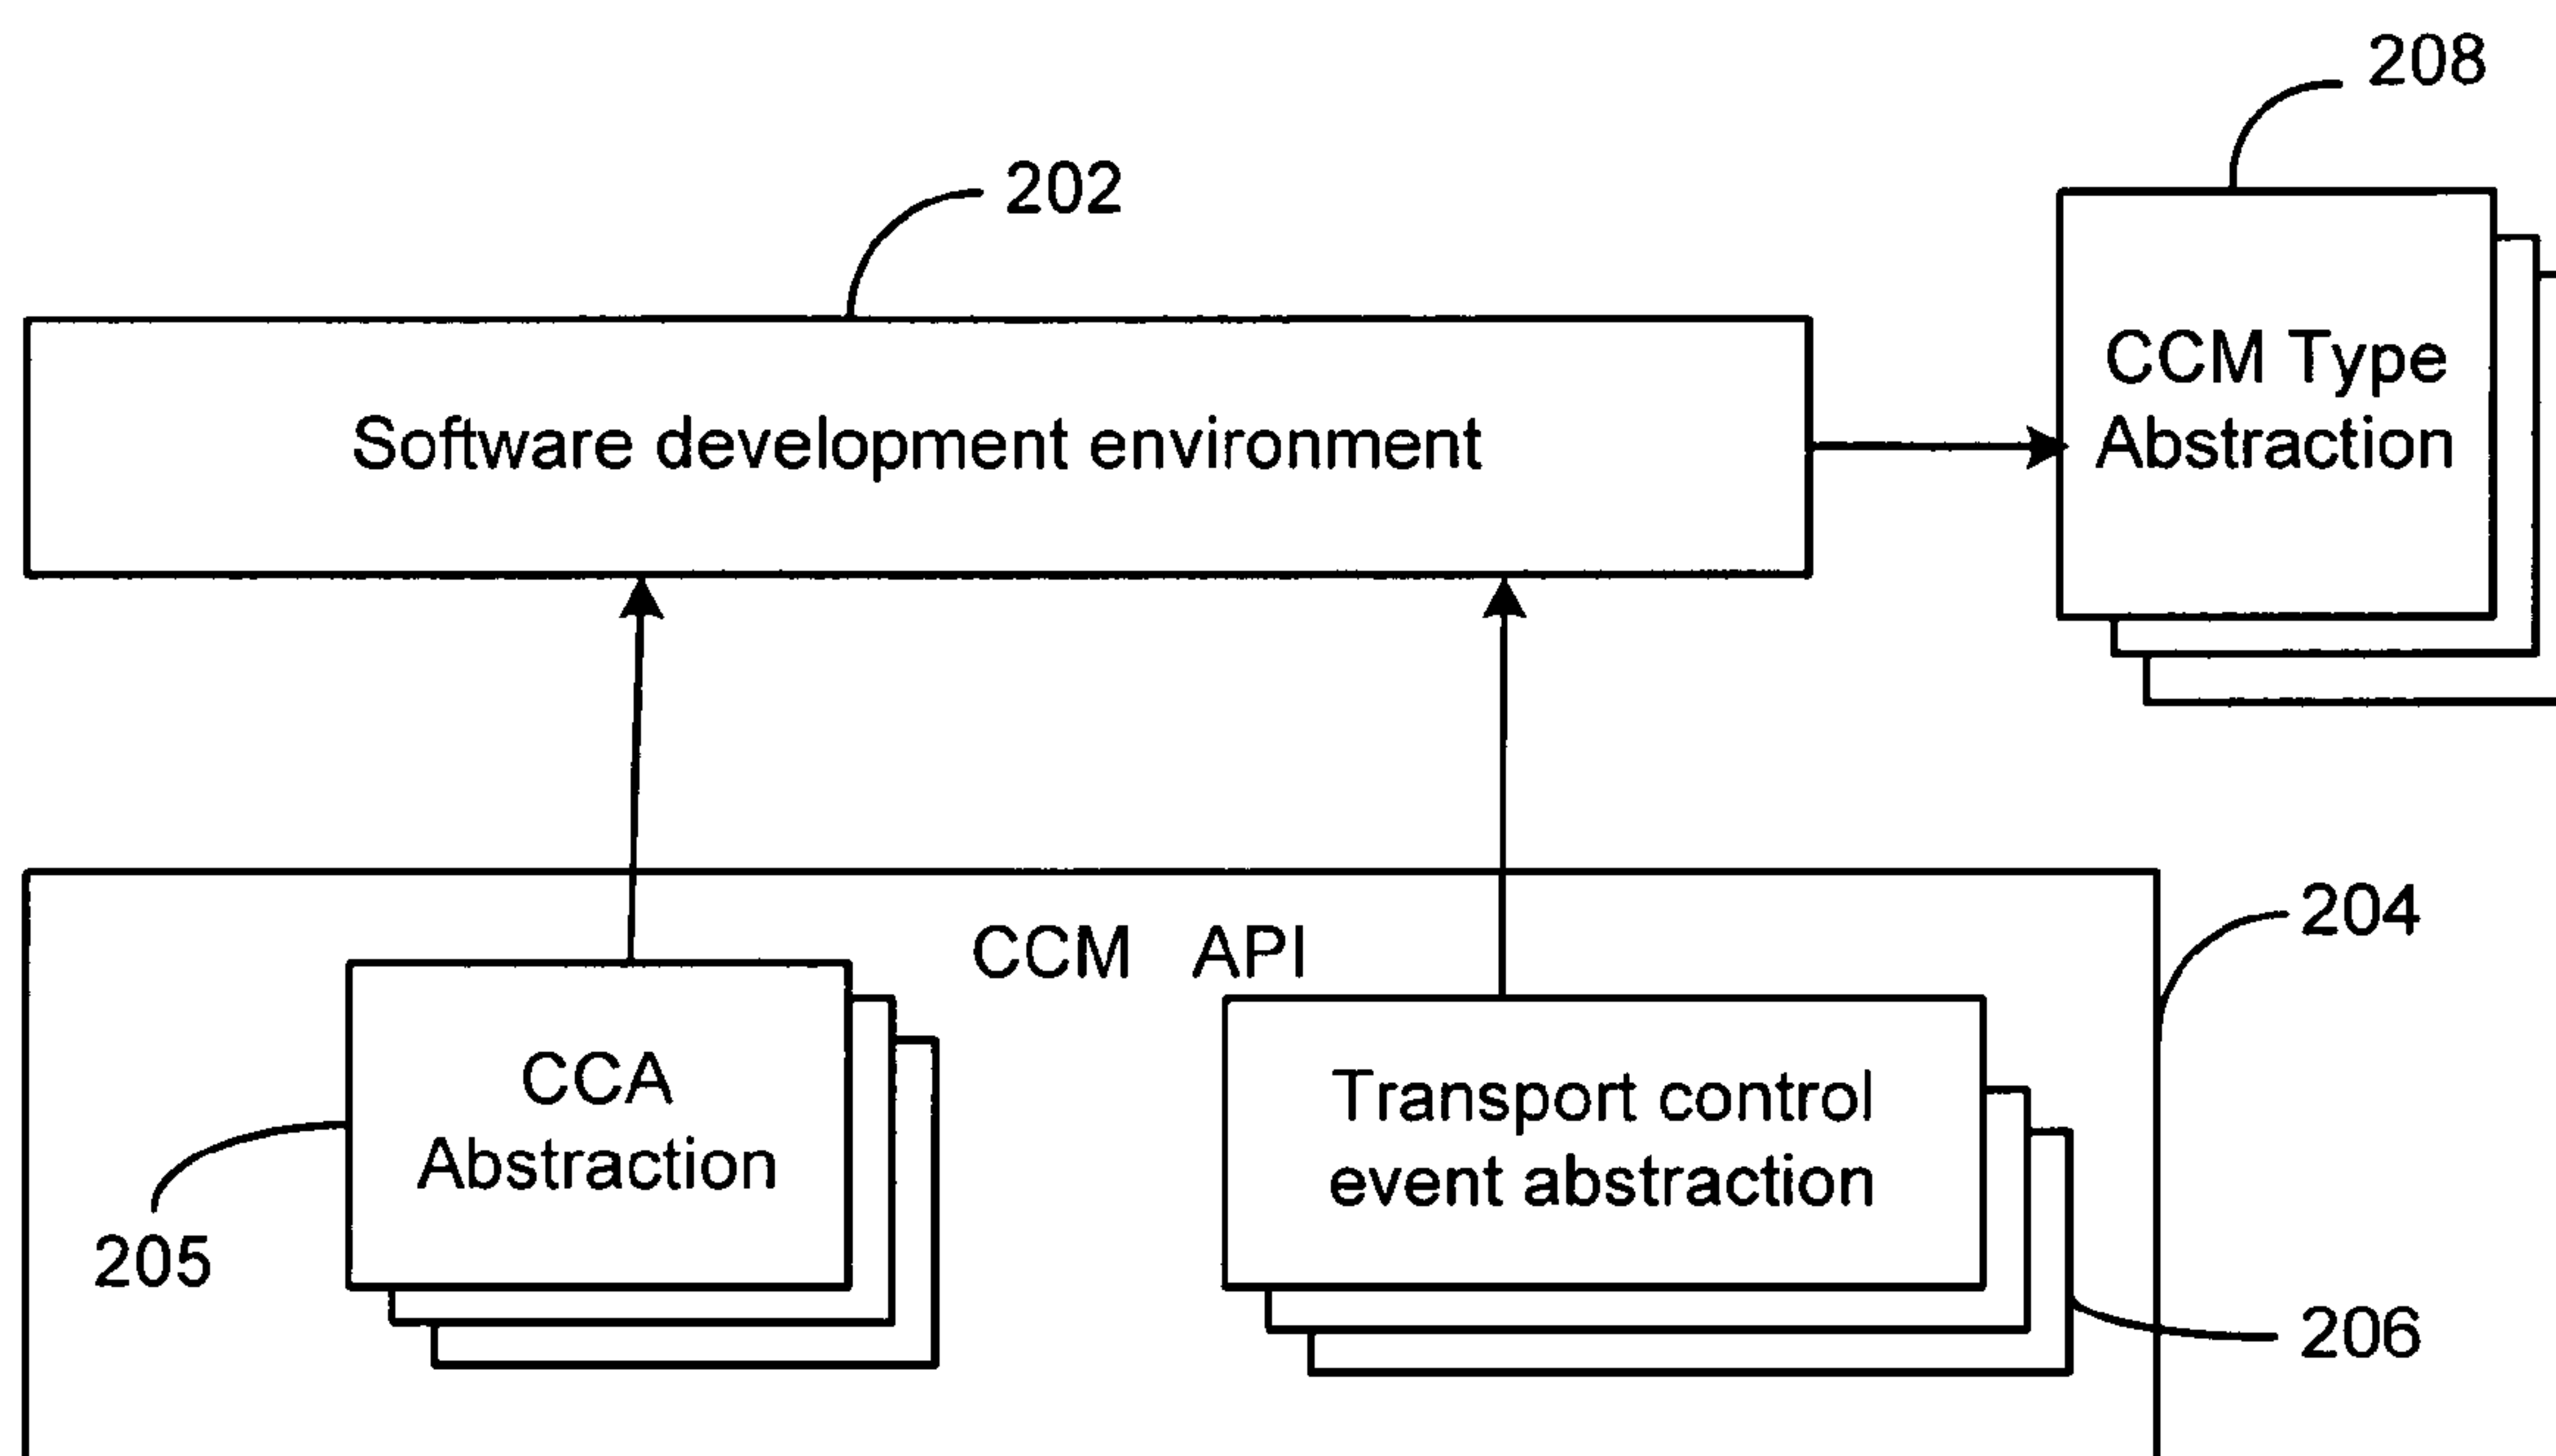 208
202
CCM Type
Abstraction
Software development environment
204
CCM API
CCA
Abstraction
Transport control
event abstraction
205
206